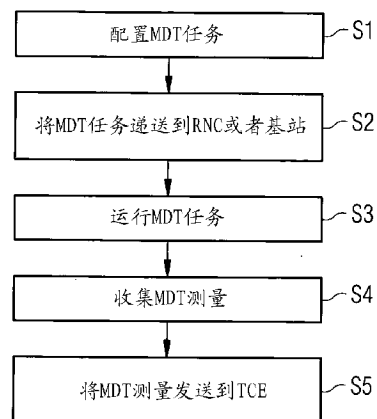 配置MDT任务
S1
将MDT任务递送到RNC或者基站
S2
运行MDT任务
S3
收集MDT测量
S4
将MDT测量发送到TCE
S5